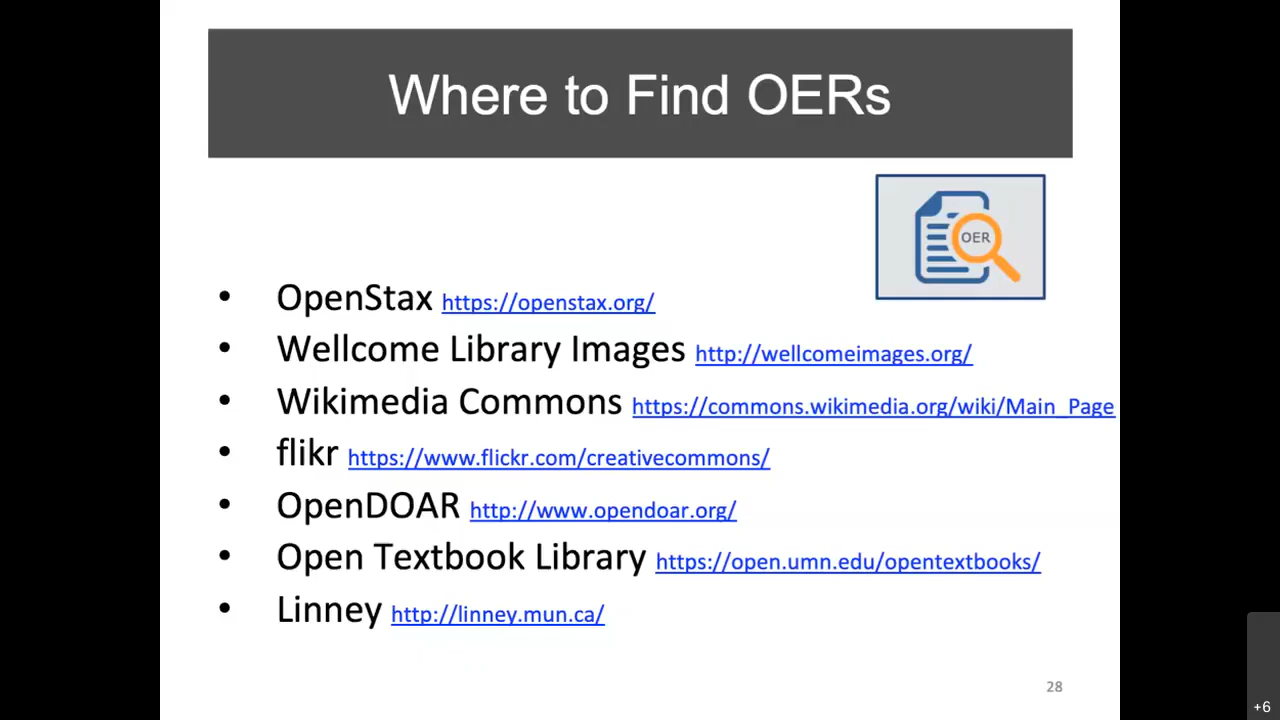 Where to Find OERs
OER
• OpenStax https://openstax.org/
• Wellcome Library Images http://wellcomeimages.org/
• Wikimedia Commons https://commons.wikimedia.org/wiki/Main_Page
• flikr https://www.flickr.com/creativecommons/
• OpenDOAR http://www.opendoar.org/
• Open Textbook Library https://open.umn.edu/opentextbooks/
• Linney http://linney.mun.ca/
28
+6